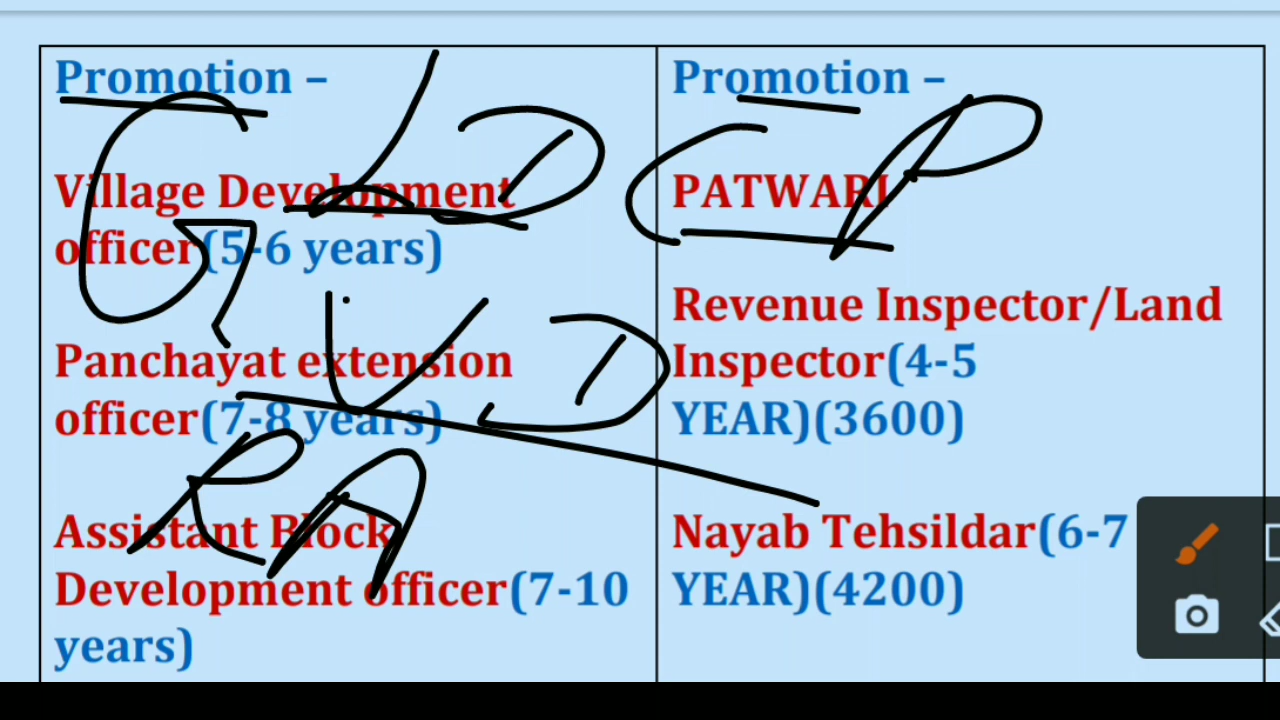 Promotion –
Village Development
officer(5-6 years)
Panchayat extension
officer(7-8 years)
Assistant Block
Development officer(7-10
years)
Promotion –
PATWARI
Revenue Inspector/Land
Inspector(4-5
YEAR)(3600)
Nayab Tehsildar(6-7
YEAR)(4200)